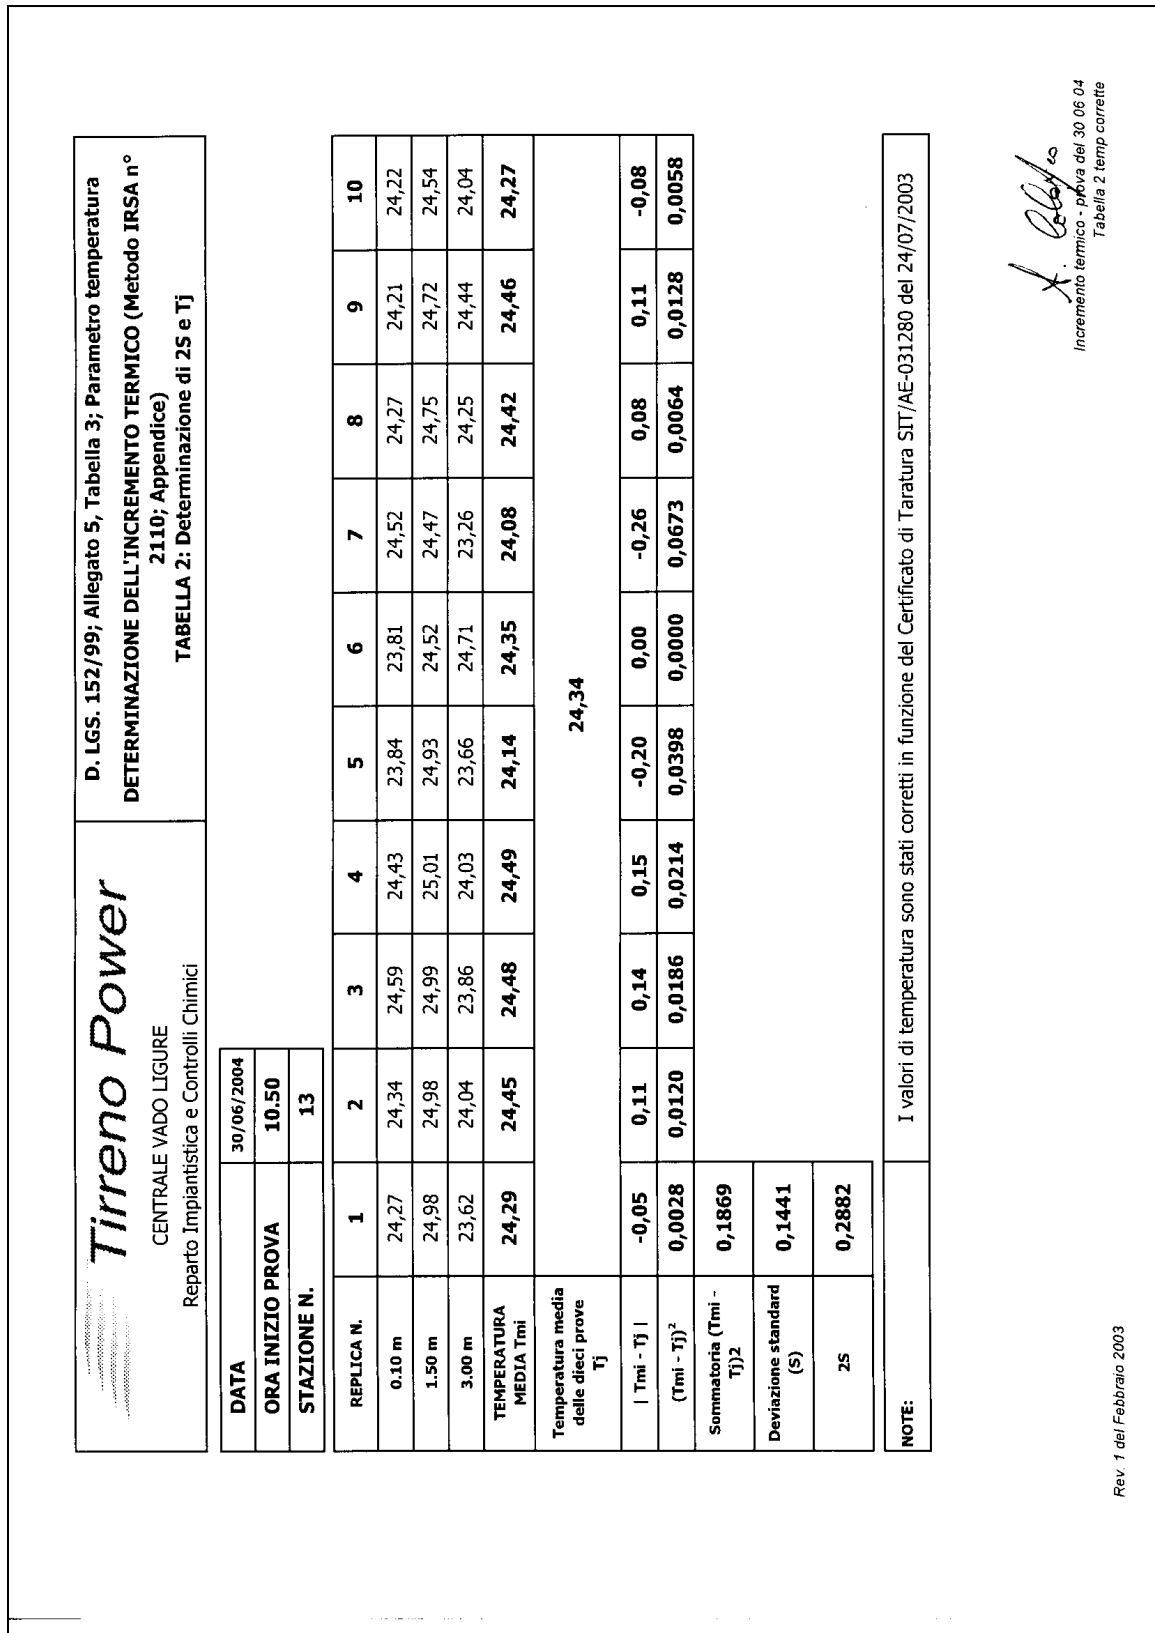 Tirreno Power
CENTRALE VADO LIGURE
Reparto Impiantistica e Controlli Chimici
D. LGS. 152/99; Allegato 5, Tabella 3; Parametro temperatura
DETERMINAZIONE DELL'INCREMENTO TERMICO (Metodo IRSA n°
2110; Appendice)
TABELLA 2: Determinazione di 2S e Tj
DATA 30/06/2004
ORA INIZIO PROVA 10.50
STAZIONE N. 13
REPLICA N. 1 2 3 4 5 6 7 8 9 10
0.10 m 24,27 24,34 24,59 24,43 23,84 23,81 24,52 24,27 24,21 24,22
1.50 m 24,98 24,98 24,99 25,01 24,93 24,52 24,47 24,75 24,72 24,54
3.00 m 23,62 24,04 23,86 24,03 23,66 24,71 23,26 24,25 24,44 24,04
TEMPERATURA
MEDIA Tmi 24,29 24,45 24,48 24,49 24,14 24,35 24,08 24,42 24,46 24,27
Temperatura media
delle dieci prove
Tj 24,34
| Tmi - Tj | -0,05 0,11 0,14 0,15 -0,20 0,00 -0,26 0,08 0,11 -0,08
(Tmi - Tj)² 0,0028 0,0120 0,0186 0,0214 0,0398 0,0000 0,0673 0,0064 0,0128 0,0058
Sommatoria (Tmi -
Tj)2 0,1869
Deviazione standard
(S) 0,1441
2S 0,2882
NOTE: I valori di temperatura sono stati corretti in funzione del Certificato di Taratura SIT/AE-031280 del 24/07/2003
Incremento termico - prova del 30 06 04
Tabella 2 temp corrette
Rev. 1 del Febbraio 2003